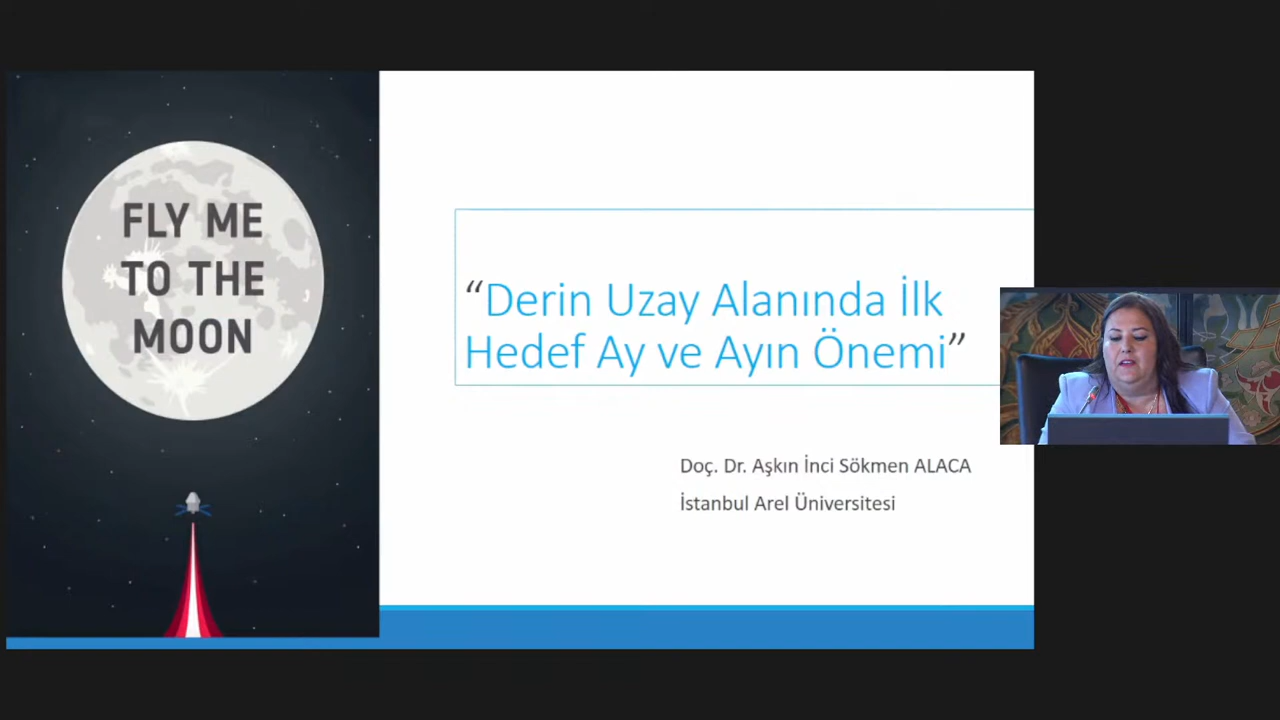 FLY ME
TO THE
MOON
“Derin Uzay Alanında İlk
Hedef Ay ve Ayın Önemi”
Doç. Dr. Aşkın İnci Sökmen ALACA
İstanbul Arel Üniversitesi